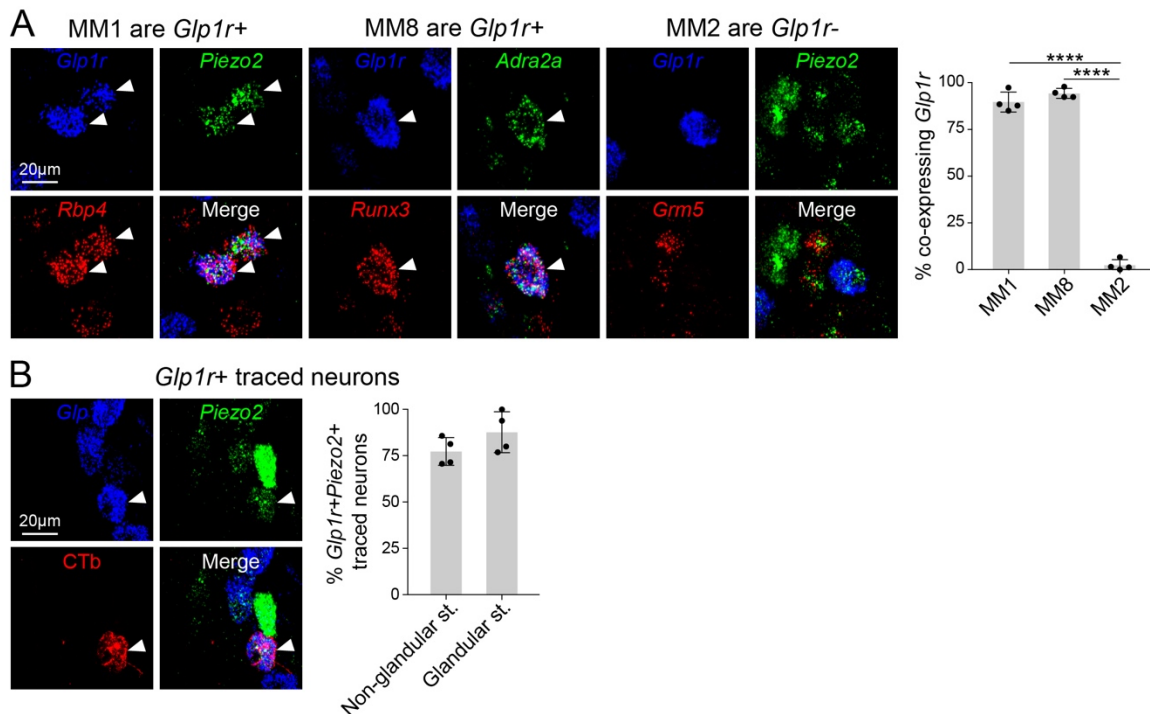 A
MM1 are Glp1r+
MM8 are Glp1r+
MM2 are Glp1r-
Glp1r
Piezo2
Glp1r
Adra2a
Glp1r
Piezo2
20µm
Rbp4
Merge
Runx3
Merge
Grm5
Merge
% co-expressing Glp1r
100
75
50
25
0
****
****
MM1
MM8
MM2
B
Glp1r+ traced neurons
Glp
Piezo2
20µm
CTb
Merge
% Glp1r+Piezo2+
traced neurons
100
75
50
25
0
Non-glandular st.
Glandular st.